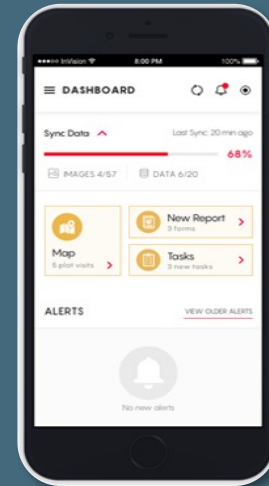 InVision 8:00 PM 100%
DASHBOARD
Sync Data Last Sync: 20 min ago
68%
IMAGES 4/57 DATA 6/20
New Report
3 forms
Map
5 plot visits
Tasks
3 new tasks
ALERTS VIEW OLDER ALERTS
No new alerts